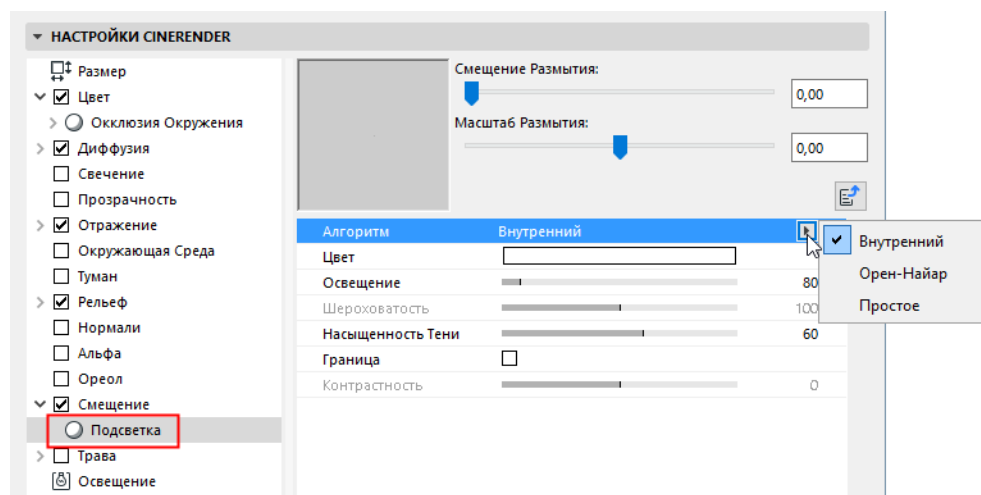 НАСТРОЙКИ CINERENDER
Размер
Цвет
Окклюзия Окружения
Диффузия
Свечение
Прозрачность
Отражение
Окружающая Среда
Туман
Рельеф
Нормали
Альфа
Ореол
Смещение
Подсветка
Трава
Освещение
Смещение Размытия:
0,00
Масштаб Размытия:
0,00
Алгоритм Внутренний
Цвет
Освещение 80
Шероховатость 100
Насыщенность Тени 60
Граница
Контрастность 0
Внутренний
Орен-Найар
Простое